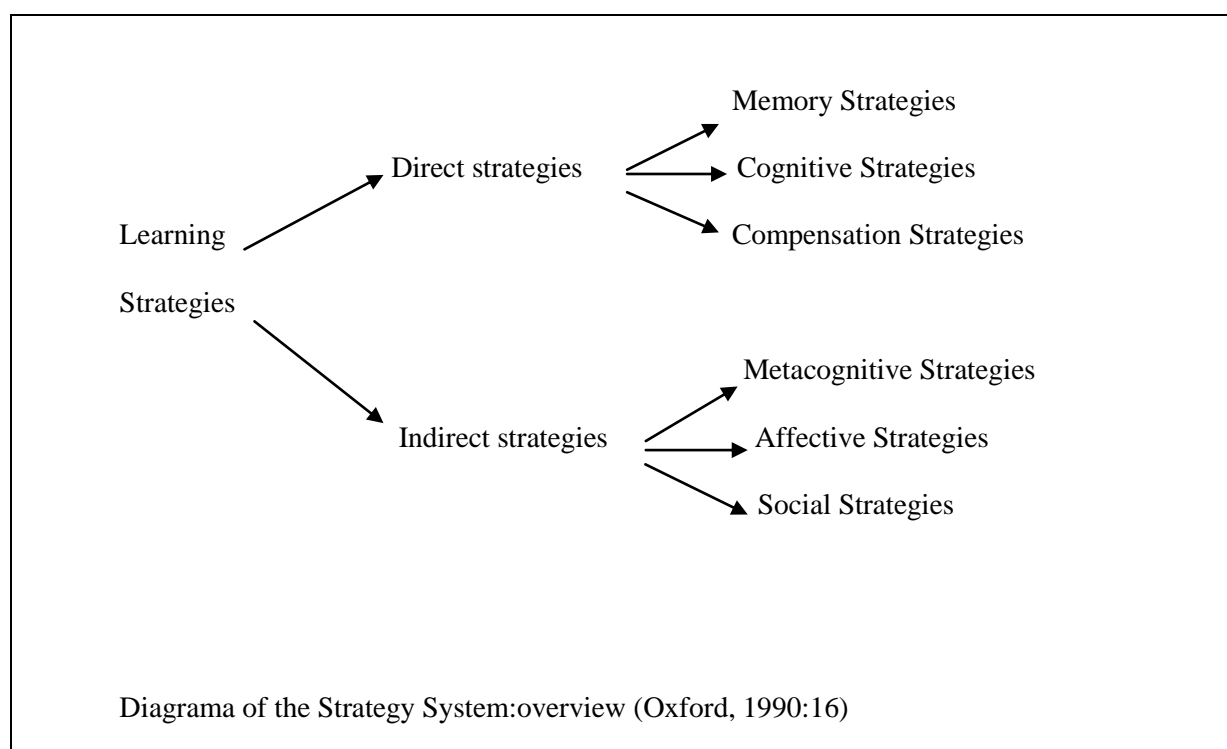 Memory Strategies
Direct strategies
Cognitive Strategies
Learning
Compensation Strategies
Strategies
Metacognitive Strategies
Indirect strategies
Affective Strategies
Social Strategies
Diagrama of the Strategy System:overview (Oxford, 1990:16)